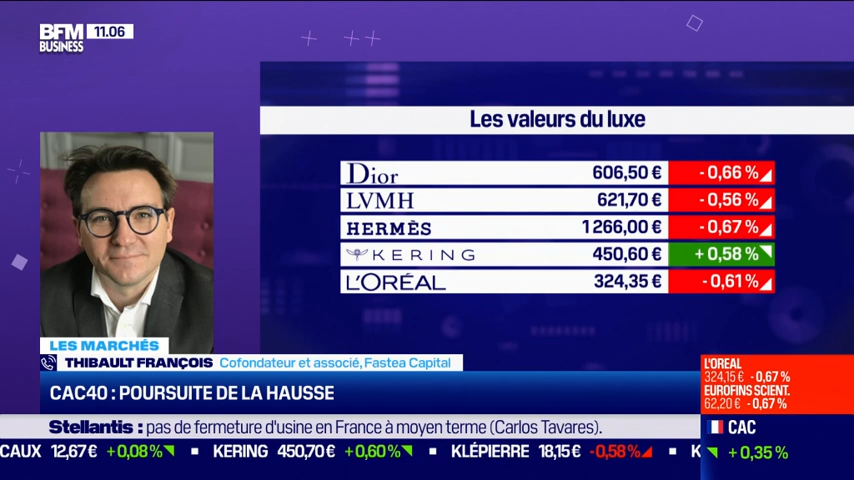 BFM
BUSINESS
11.06
Les valeurs du luxe
Dior 606,50 € - 0,66 %
LVMH 621,70 € - 0,56 %
HERMÈS 1 266,00 € - 0,67 %
KERING 450,60 € + 0,58 %
L'ORÉAL 324,35 € - 0,61 %
LES MARCHÉS
THIBAULT FRANÇOIS Cofondateur et associé, Fastea Capital
CAC40 : POURSUITE DE LA HAUSSE
L'OREAL
324,15 € - 0,67 %
EUROFINS SCIENT.
62,20 € - 0,67 %
Stellantis : pas de fermeture d'usine en France à moyen terme (Carlos Tavares).
CAC
+ 0,35 %
CAUX 12,67 € +0,08 % KERING 450,70 € +0,60 % KLÉPIERRE 18,15 € -0,58 % K